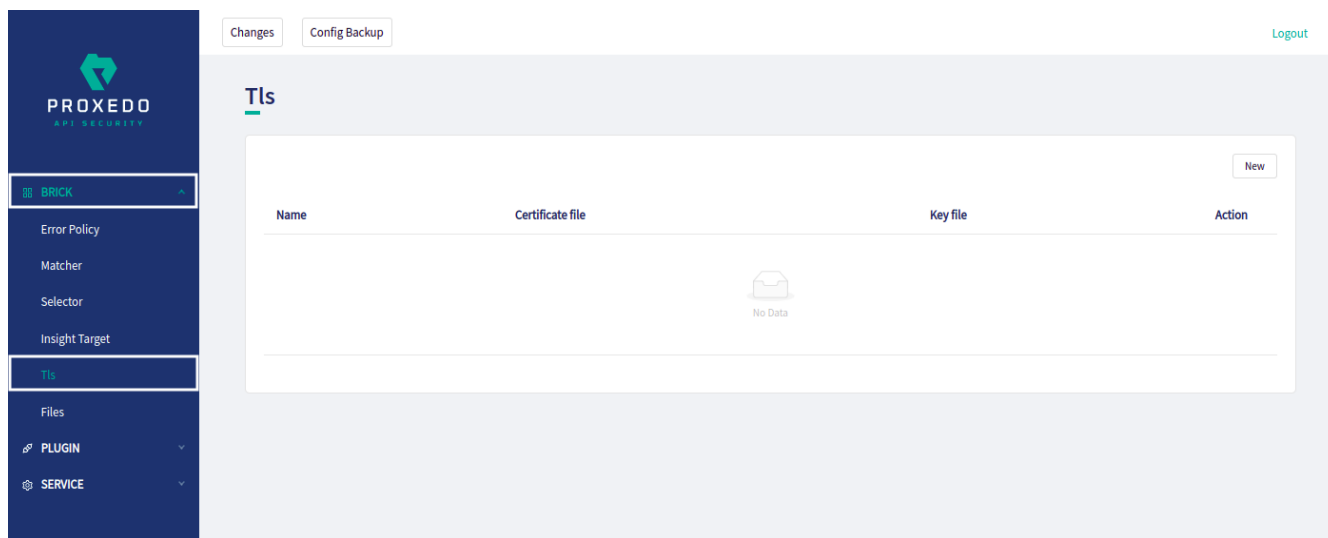 Changes Config Backup Logout
PROXEDO
API SECURITY
BRICK
Error Policy
Matcher
Selector
Insight Target
Tls
Files
PLUGIN
SERVICE
Tls
New
Name Certificate file Key file Action
No Data